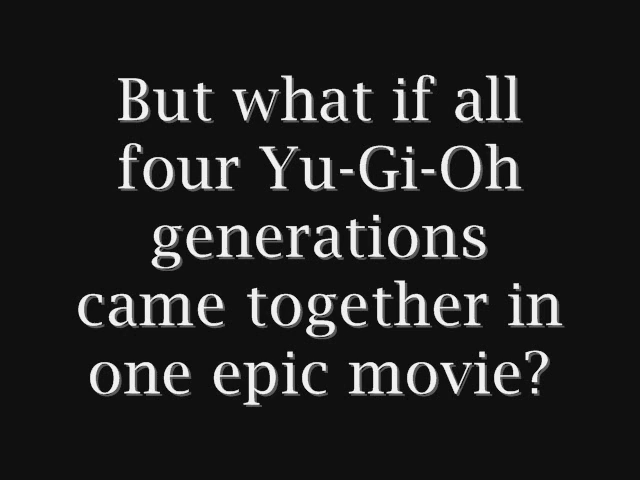 But what if all
four Yu-Gi-Oh
generations
came together in
one epic movie?